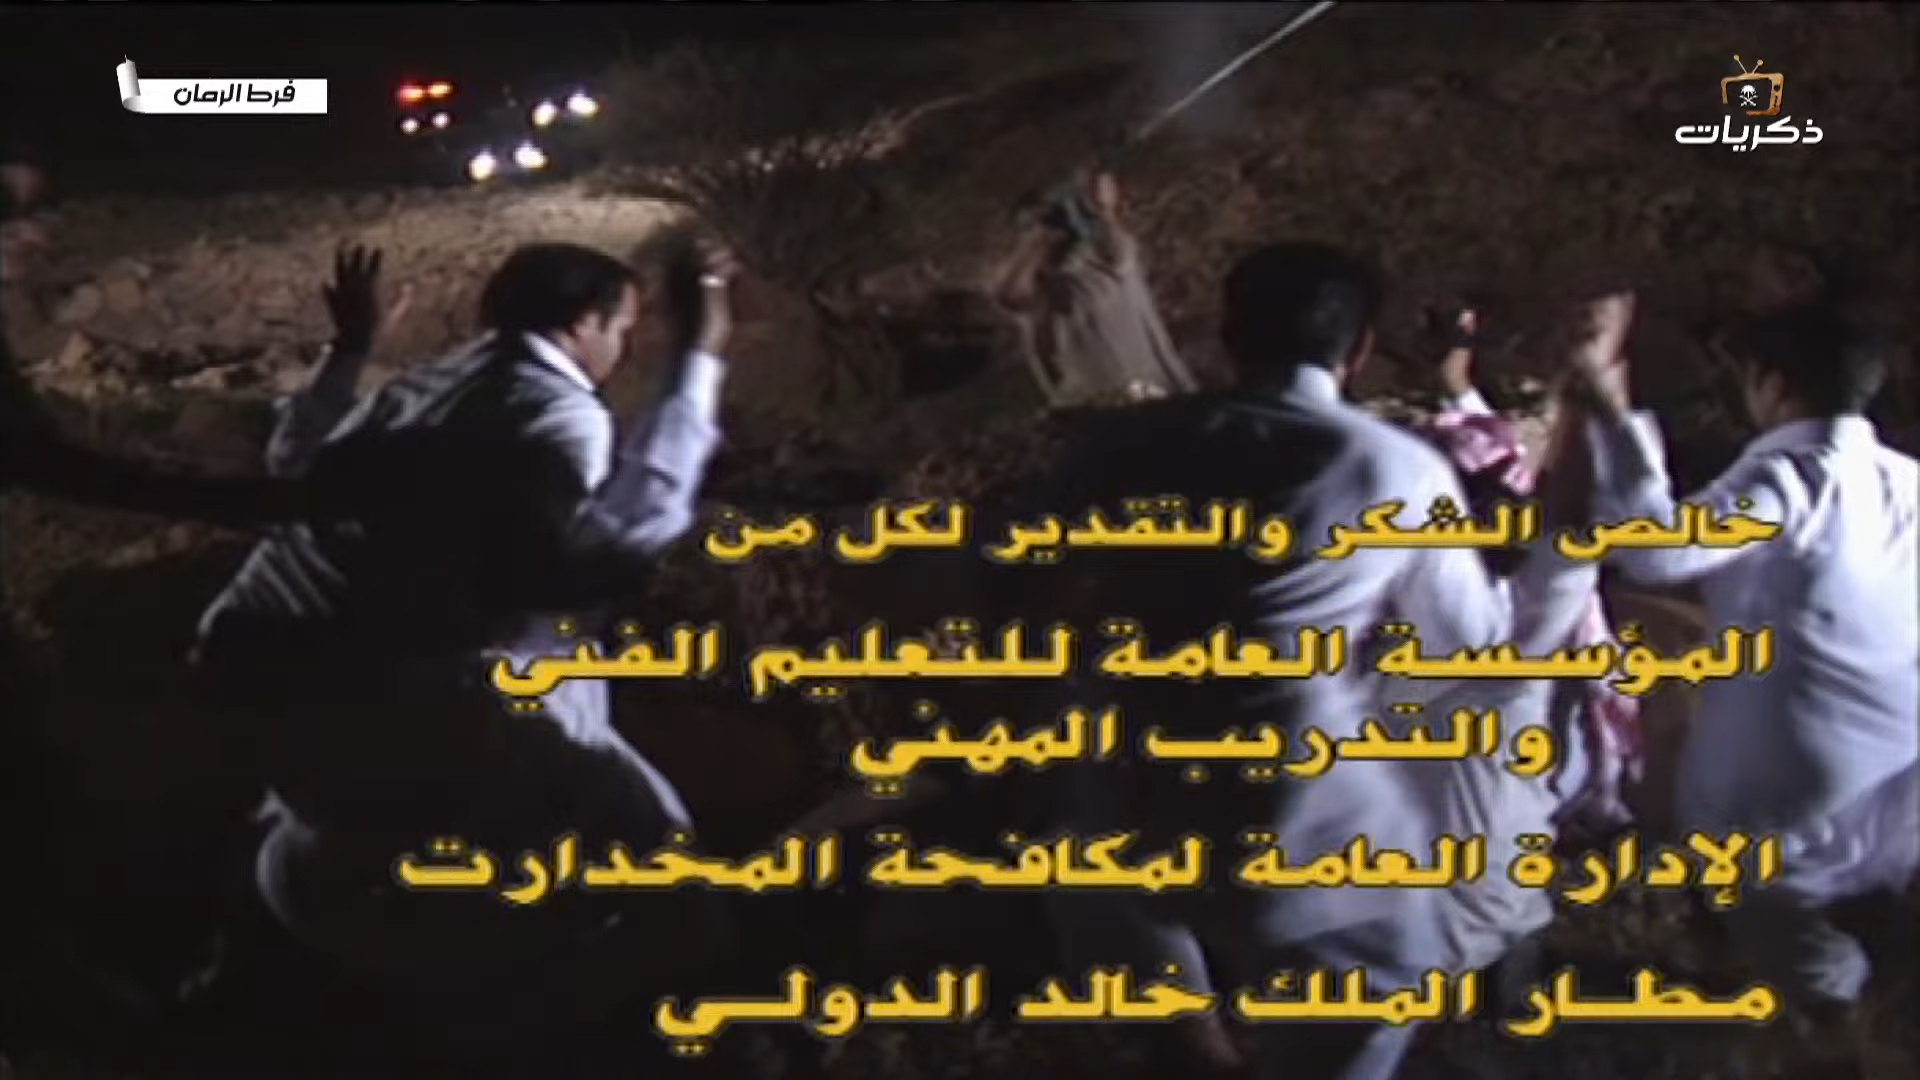 فرط الرمان
ذكريات
خالص الشكر والتقدير لكل من
المؤسسة العامة للتعليم الفني
والتدريب المهني
الإدارة العامة لمكافحة المخدارت
مطار الملك خالد الدولي